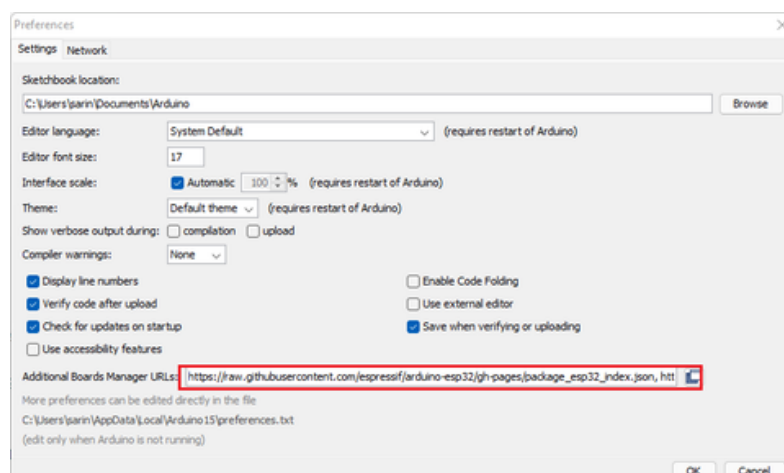 Preferences
Settings Network
Sketchbook location:
C:\Users\sarin\Documents\Arduino Browse
Editor language: System Default (requires restart of Arduino)
Editor font size: 17
Interface scale: Automatic 100 % (requires restart of Arduino)
Theme: Default theme (requires restart of Arduino)
Show verbose output during: compilation upload
Compiler warnings: None
Display line numbers Enable Code Folding
Verify code after upload Use external editor
Check for updates on startup Save when verifying or uploading
Use accessibility features
Additional Boards Manager URLs: https://raw.githubusercontent.com/espressif/arduino-esp32/gh-pages/package_esp32_index.json, htt
More preferences can be edited directly in the file
C:\Users\sarin\AppData\Local\Arduino15\preferences.txt
(edit only when Arduino is not running)
OK Cancel